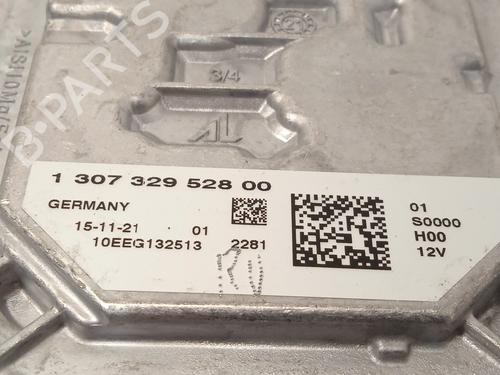 >AlSi10Mg/F
B-PARTS
3/4
1 307 329 528 00
GERMANY
15-11-21 01
10EEG132513 2281
01
S0000
H00
12V